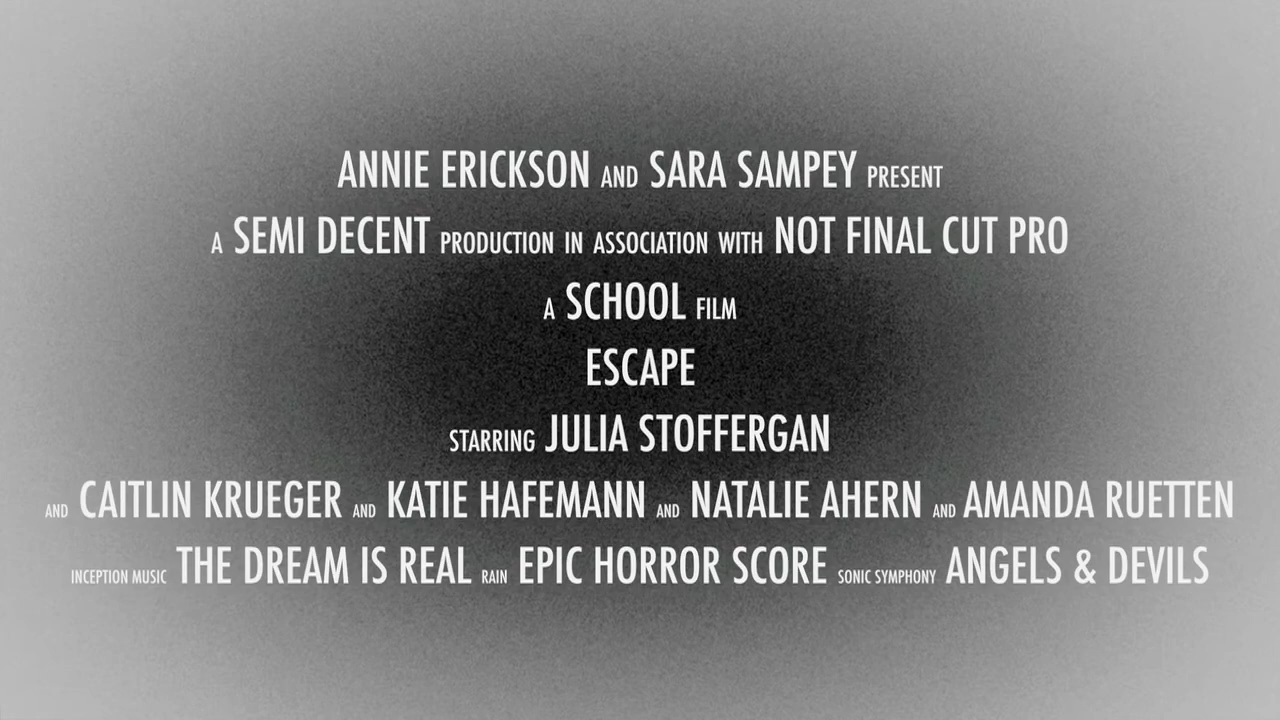 ANNIE ERICKSON AND SARA SAMPEY PRESENT
A SEMI DECENT PRODUCTION IN ASSOCIATION WITH NOT FINAL CUT PRO
A SCHOOL FILM
ESCAPE
STARRING JULIA STOFFERGAN
AND CAITLIN KRUEGER AND KATIE HAFEMANN AND NATALIE AHERN AND AMANDA RUETTEN
INCEPTION MUSIC THE DREAM IS REAL RAIN EPIC HORROR SCORE SONIC SYMPHONY ANGELS & DEVILS